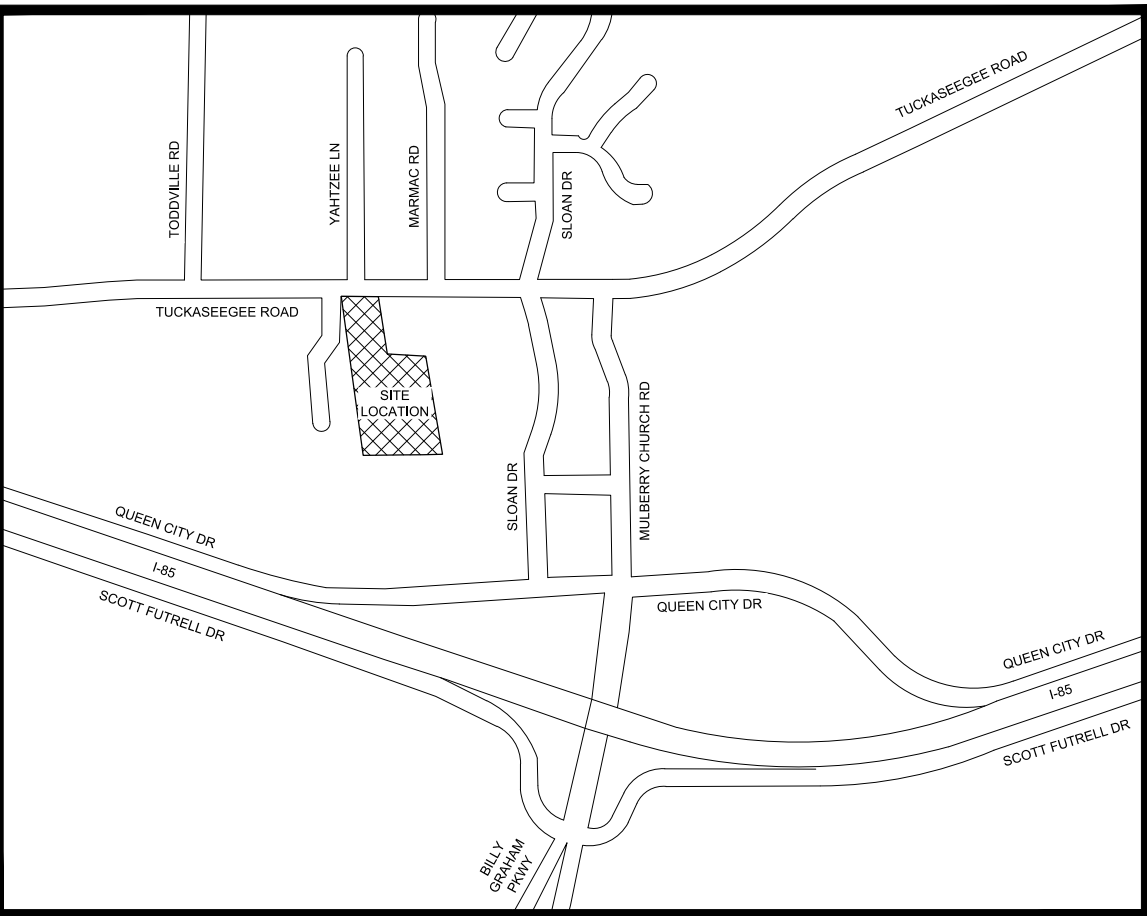 TUCKASEEGEE ROAD
TODDVILLE RD
YAHTZEE LN
MARMAC RD
SLOAN DR
TUCKASEEGEE ROAD
SITE
LOCATION
SLOAN DR
MULBERRY CHURCH RD
QUEEN CITY DR
I-85
SCOTT FUTRELL DR
QUEEN CITY DR
QUEEN CITY DR
I-85
SCOTT FUTRELL DR
BILLY
GRAHAM
PKWY